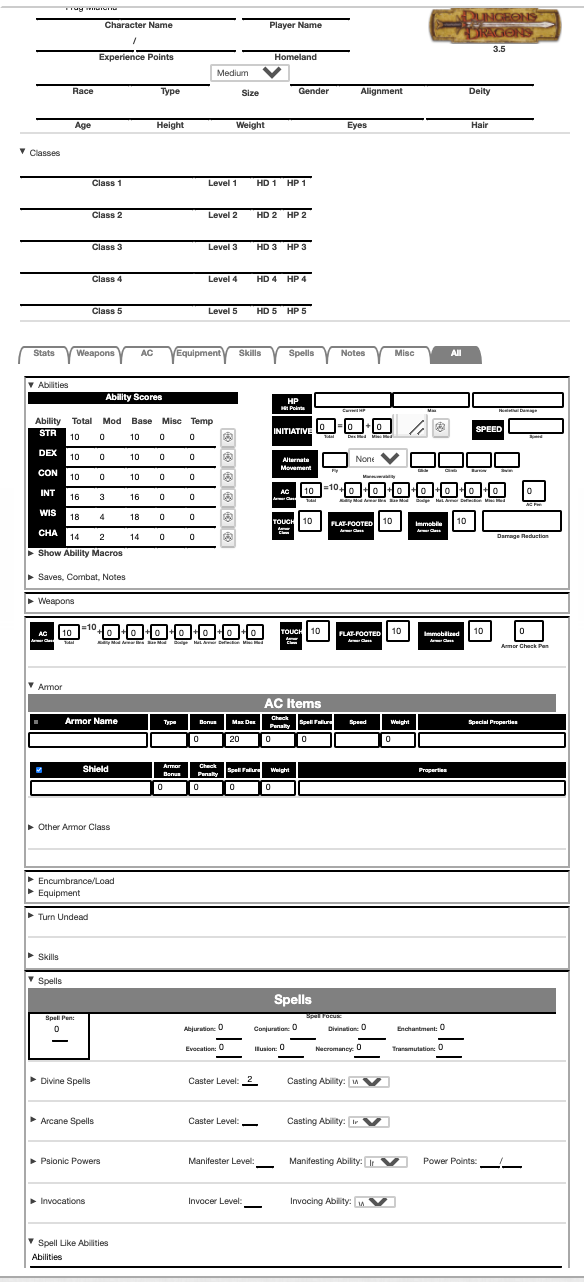 Character Name Player Name
DUNGEONS DRAGONS
/
3.5
Experience Points Homeland
Medium
Race Type Size Gender Alignment Deity
Age Height Weight Eyes Hair
Classes
Class 1 Level 1 HD 1 HP 1
Class 2 Level 2 HD 2 HP 2
Class 3 Level 3 HD 3 HP 3
Class 4 Level 4 HD 4 HP 4
Class 5 Level 5 HD 5 HP 5
Stats Weapons AC Equipment Skills Spells Notes Misc All
Abilities
Ability Scores
Ability Total Mod Base Misc Temp
STR 10 0 10 0 0
DEX 10 0 10 0 0
CON 10 0 10 0 0
INT 16 3 16 0 0
WIS 18 4 18 0 0
CHA 14 2 14 0 0
HP Hit Points
Current HP Max Nonlethal Damage
INITIATIVE 0 = 0 + 0 SPEED
Total Dex Mod Misc Mod Speed
Alternate Movement None
Fly Glide Climb Burrow Swim
Maneuverability
AC Armor Class 10 =10+ 0 + 0 + 0 + 0 + 0 + 0 + 0 0
Total Ability Mod Armor Bns Size Mod Dodge Nat. Armor Deflection Misc Mod AC Pen
TOUCH Armor Class 10 FLAT-FOOTED Armor Class 10 Immobile Armor Class 10
Damage Reduction
Show Ability Macros
Saves, Combat, Notes
Weapons
AC Armor Class 10 =10 + 0 + 0 + 0 + 0 + 0 + 0 + 0 TOUCH Armor Class 10 FLAT-FOOTED Armor Class 10 Immobilized Armor Class 10 0
Total Ability Mod Armor Bns Size Mod Dodge Nat. Armor Deflection Misc Mod Armor Check Pen
Armor
AC Items
Armor Name Type Bonus Max Dex Check Penalty Spell Failure Speed Weight Special Properties
0 20 0 0 0
Shield Armor Bonus Check Penalty Spell Failure Weight Properties
0 0 0 0
Other Armor Class
Encumbrance/Load
Equipment
Turn Undead
Skills
Spells
Spells
Spell Pen: Spell Focus:
0
Abjuration: 0 Conjuration: 0 Divination: 0 Enchantment: 0
Evocation: 0 Illusion: 0 Necromancy: 0 Transmutation: 0
Divine Spells Caster Level: 2 Casting Ability:
Arcane Spells Caster Level: Casting Ability:
Psionic Powers Manifester Level: Manifesting Ability: Power Points: /
Invocations Invocer Level: Invocing Ability:
Spell Like Abilities
Abilities